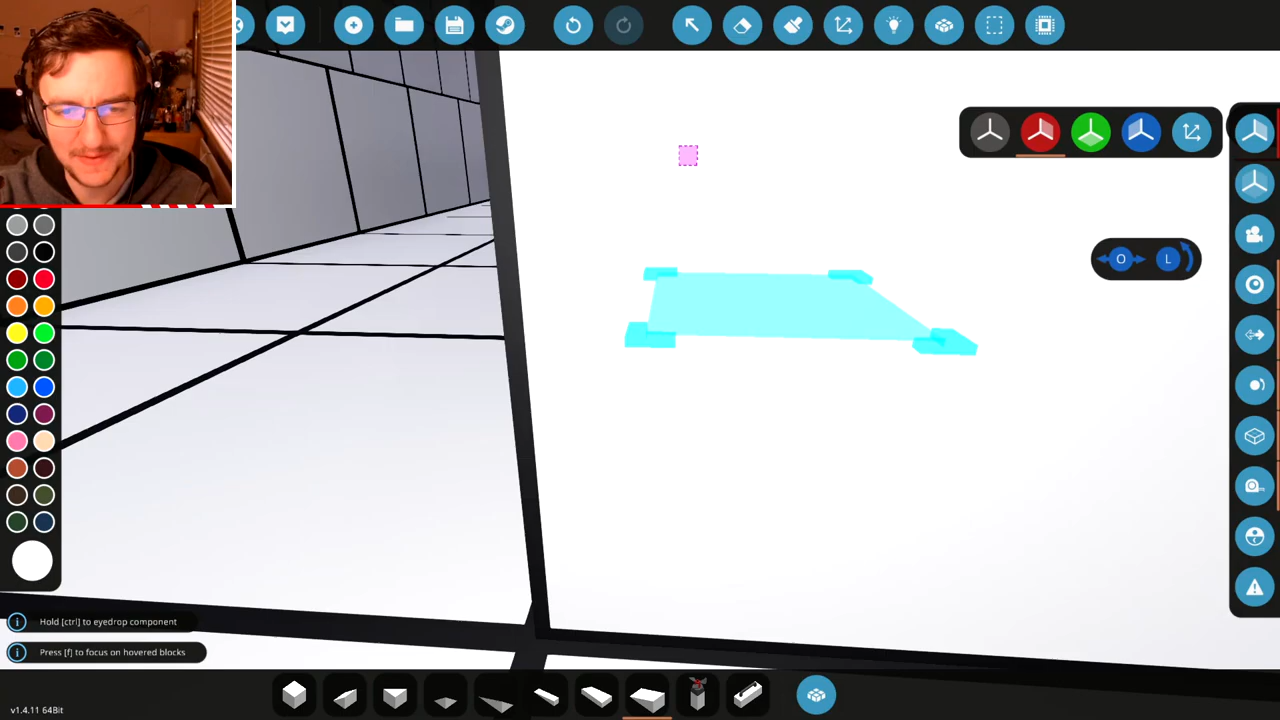 O
L
Hold [ctrl] to eyedrop component
Press [f] to focus on hovered blocks
v1.4.11 64Bit